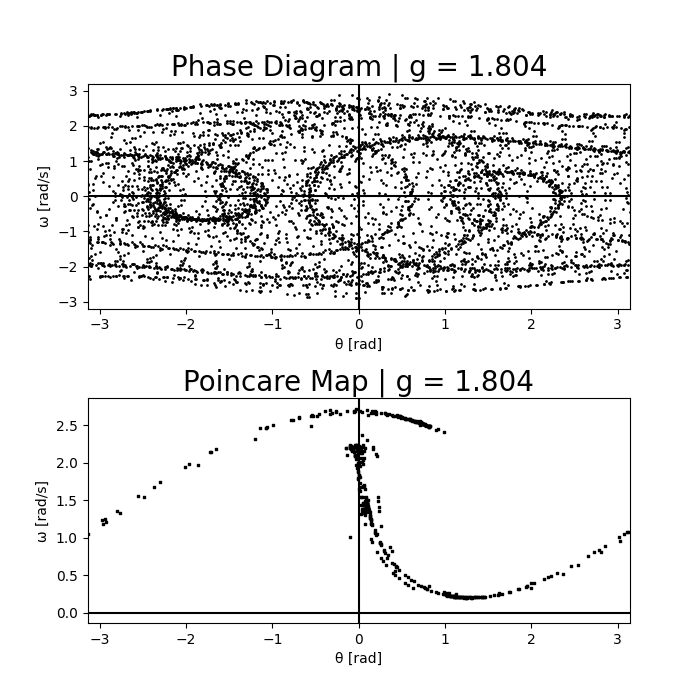 Phase Diagram | g = 1.804
3
2
1
0
−1
−2
−3
ω [rad/s]
−3 −2 −1 0 1 2 3
θ [rad]
Poincare Map | g = 1.804
2.5
2.0
1.5
1.0
0.5
0.0
ω [rad/s]
−3 −2 −1 0 1 2 3
θ [rad]